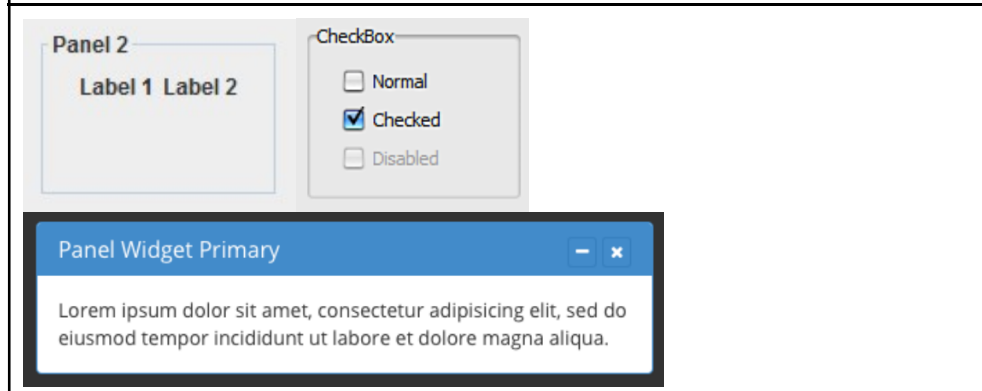 Panel 2
Label 1 Label 2
CheckBox
Normal
Checked
Disabled
Panel Widget Primary
Lorem ipsum dolor sit amet, consectetur adipisicing elit, sed do
eiusmod tempor incididunt ut labore et dolore magna aliqua.